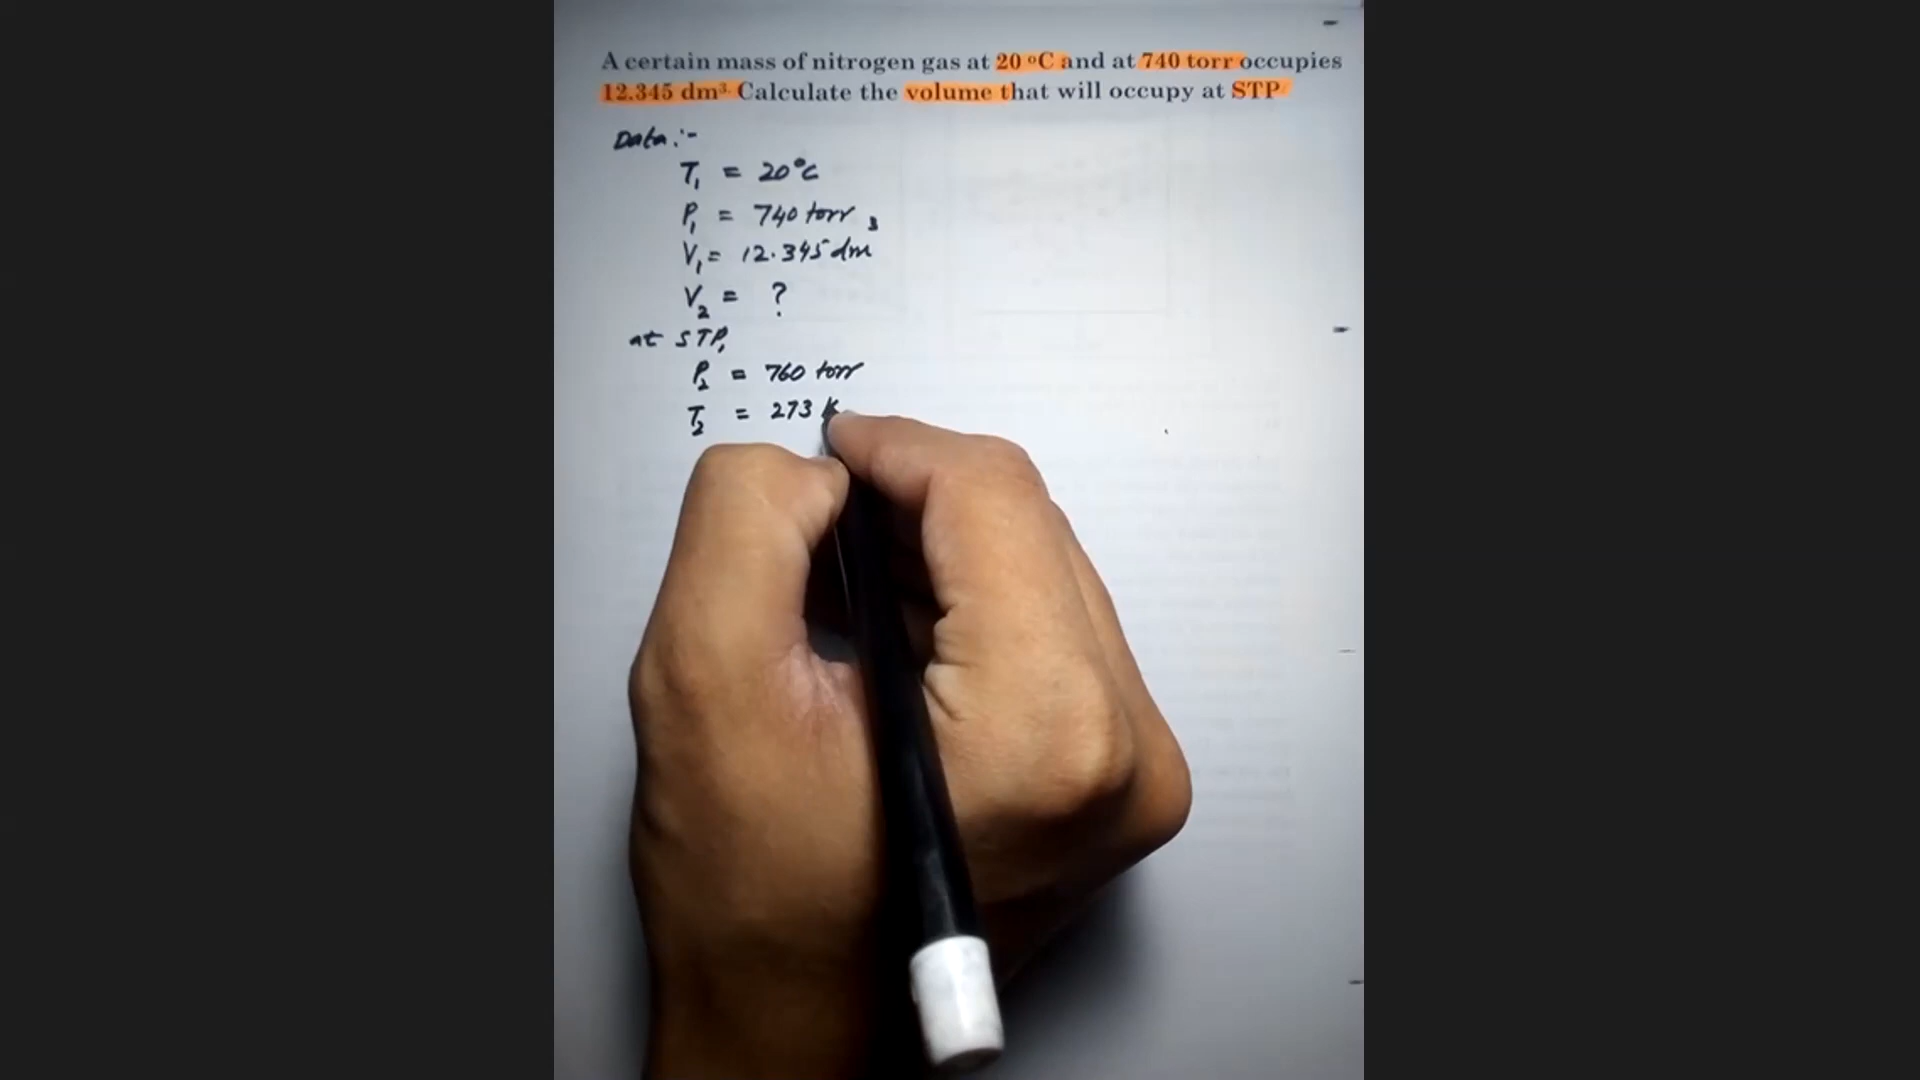 A certain mass of nitrogen gas at 20 °C and at 740 torr occupies
12.345 dm³. Calculate the volume that will occupy at STP
Data:-
T₁ = 20°C
P₁ = 740 torr
V₁ = 12.345 dm³
V₂ = ?
at STP,
P₂ = 760 torr
T₂ = 273 K